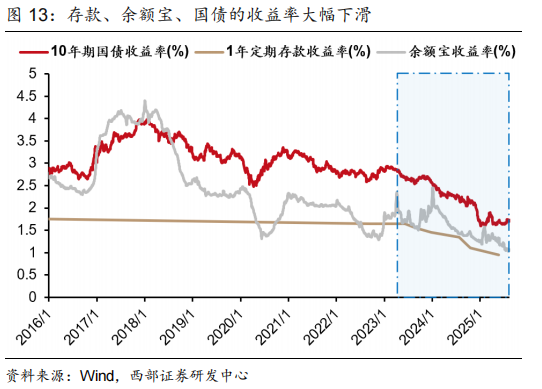 图 13：存款、余额宝、国债的收益率大幅下滑
10年期国债收益率(%) 1年定期存款收益率(%) 余额宝收益率(%)
5
4.5
4
3.5
3
2.5
2
1.5
1
0.5
0
2016/1 2017/1 2018/1 2019/1 2020/1 2021/1 2022/1 2023/1 2024/1 2025/1
资料来源：Wind，西部证券研发中心